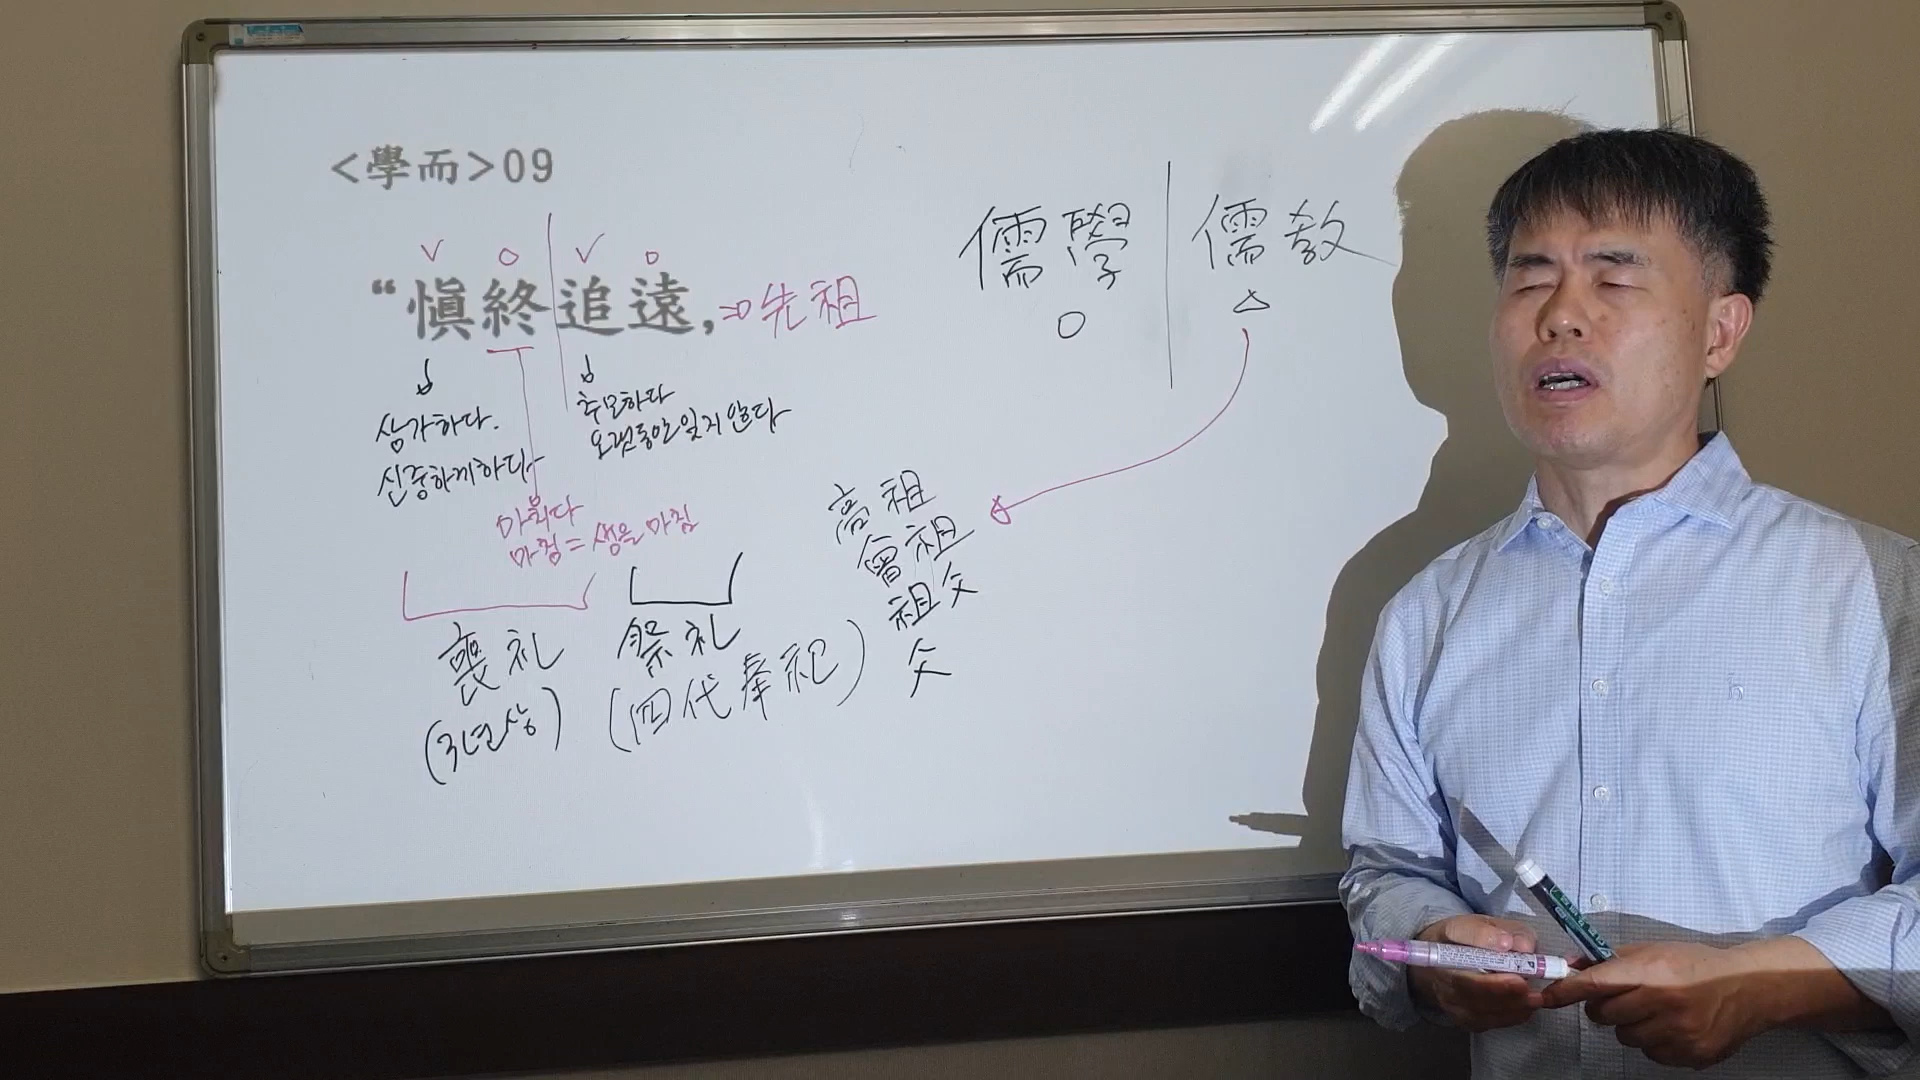 <學而>09
“愼終追遠, ⇒先祖
∨ ○ ∨ ○
삼가하다.
신중하게하다
추모하다
오랫동안 잊지 않다
마치다
마침 = 생을 마침
喪礼
(3년상)
祭礼
(四代奉祀)
高祖
曾祖
祖父
父
儒學 | 儒敎
○ △